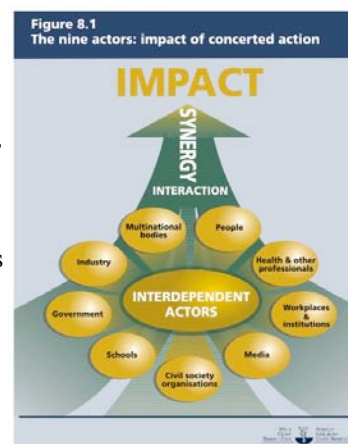 Figure 8.1
The nine actors: impact of concerted action
IMPACT
SYNERGY
INTERACTION
Multinational
bodies
People
Industry
Health & other
professionals
INTERDEPENDENT
ACTORS
Government
Workplaces
&
institutions
Schools
Media
Civil society
organisations
s